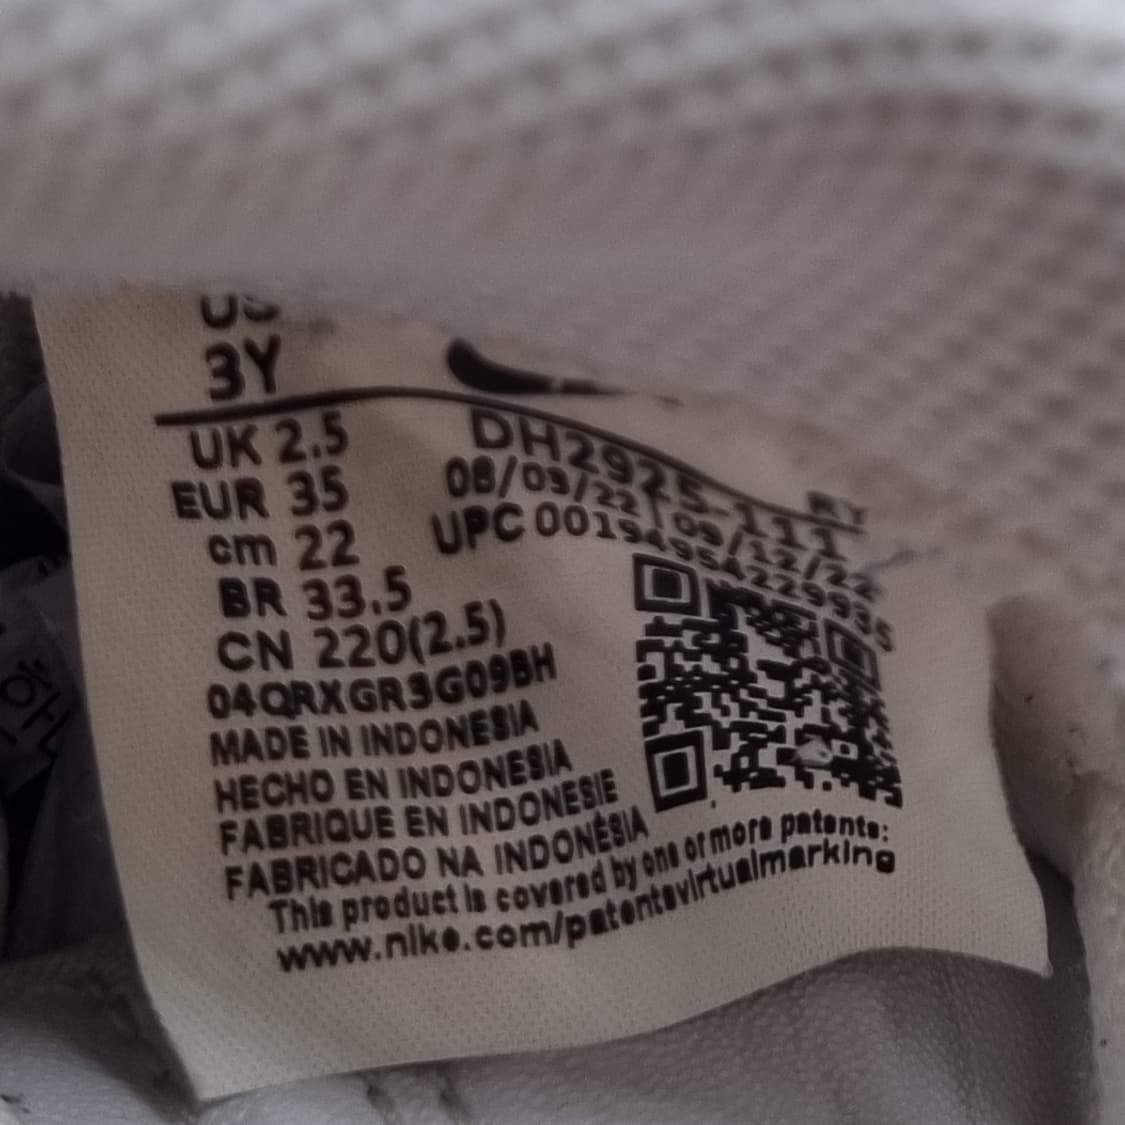 US
3Y
UK 2.5
EUR 35
cm 22
BR 33.5
CN 220(2.5)
04QRXGR3G09BH
MADE IN INDONESIA
HECHO EN INDONESIA
FABRIQUE EN INDONESIE
FABRICADO NA INDONÉSIA
This product is covered by one or more patents:
www.nike.com/patentsvirtualmarking
DH2925-111
08/03/22 | 09/12/22
UPC 00194954229935